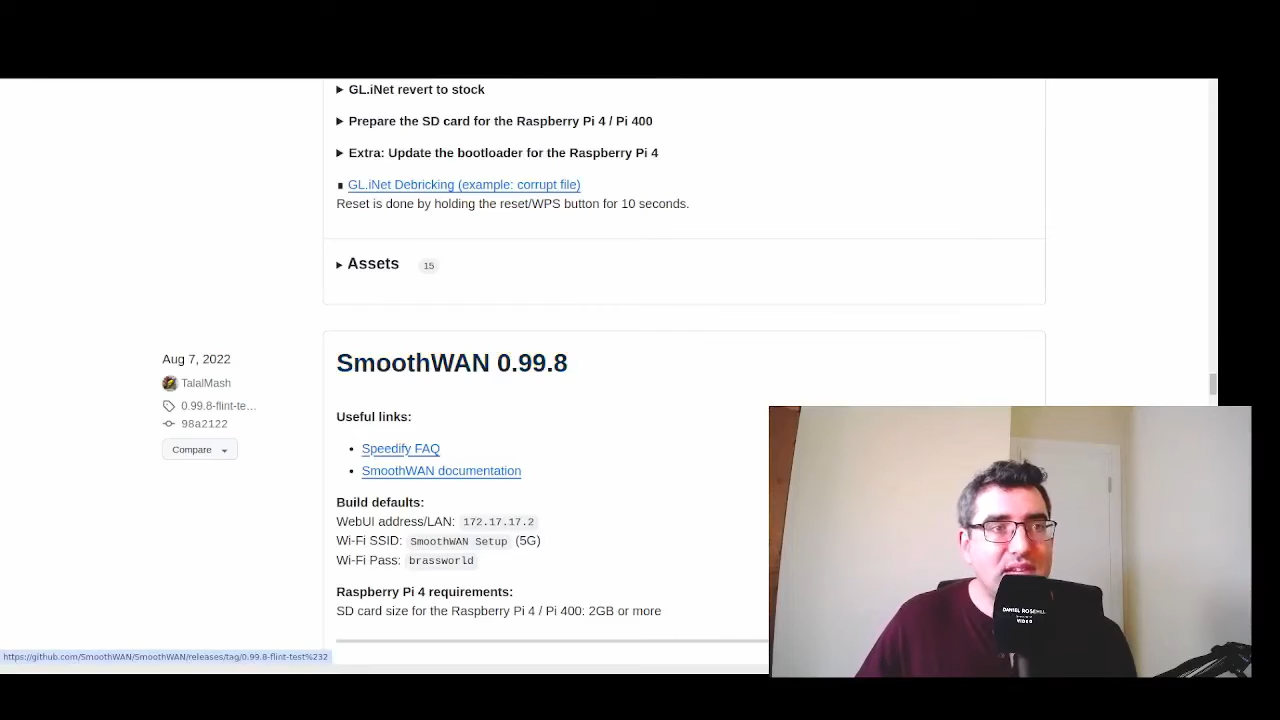 ▶ GL.iNet revert to stock
▶ Prepare the SD card for the Raspberry Pi 4 / Pi 400
▶ Extra: Update the bootloader for the Raspberry Pi 4
GL.iNet Debricking (example: corrupt file)
Reset is done by holding the reset/WPS button for 10 seconds.
▶ Assets 15
Aug 7, 2022
TalalMash
0.99.8-flint-te…
98a2122
Compare
SmoothWAN 0.99.8
Useful links:
• Speedify FAQ
• SmoothWAN documentation
Build defaults:
WebUI address/LAN: 172.17.17.2
Wi-Fi SSID: SmoothWAN Setup (5G)
Wi-Fi Pass: brassworld
Raspberry Pi 4 requirements:
SD card size for the Raspberry Pi 4 / Pi 400: 2GB or more
https://github.com/SmoothWAN/SmoothWAN/releases/tag/0.99.8-flint-test%232
DANIEL ROSEHILL
VIDEO